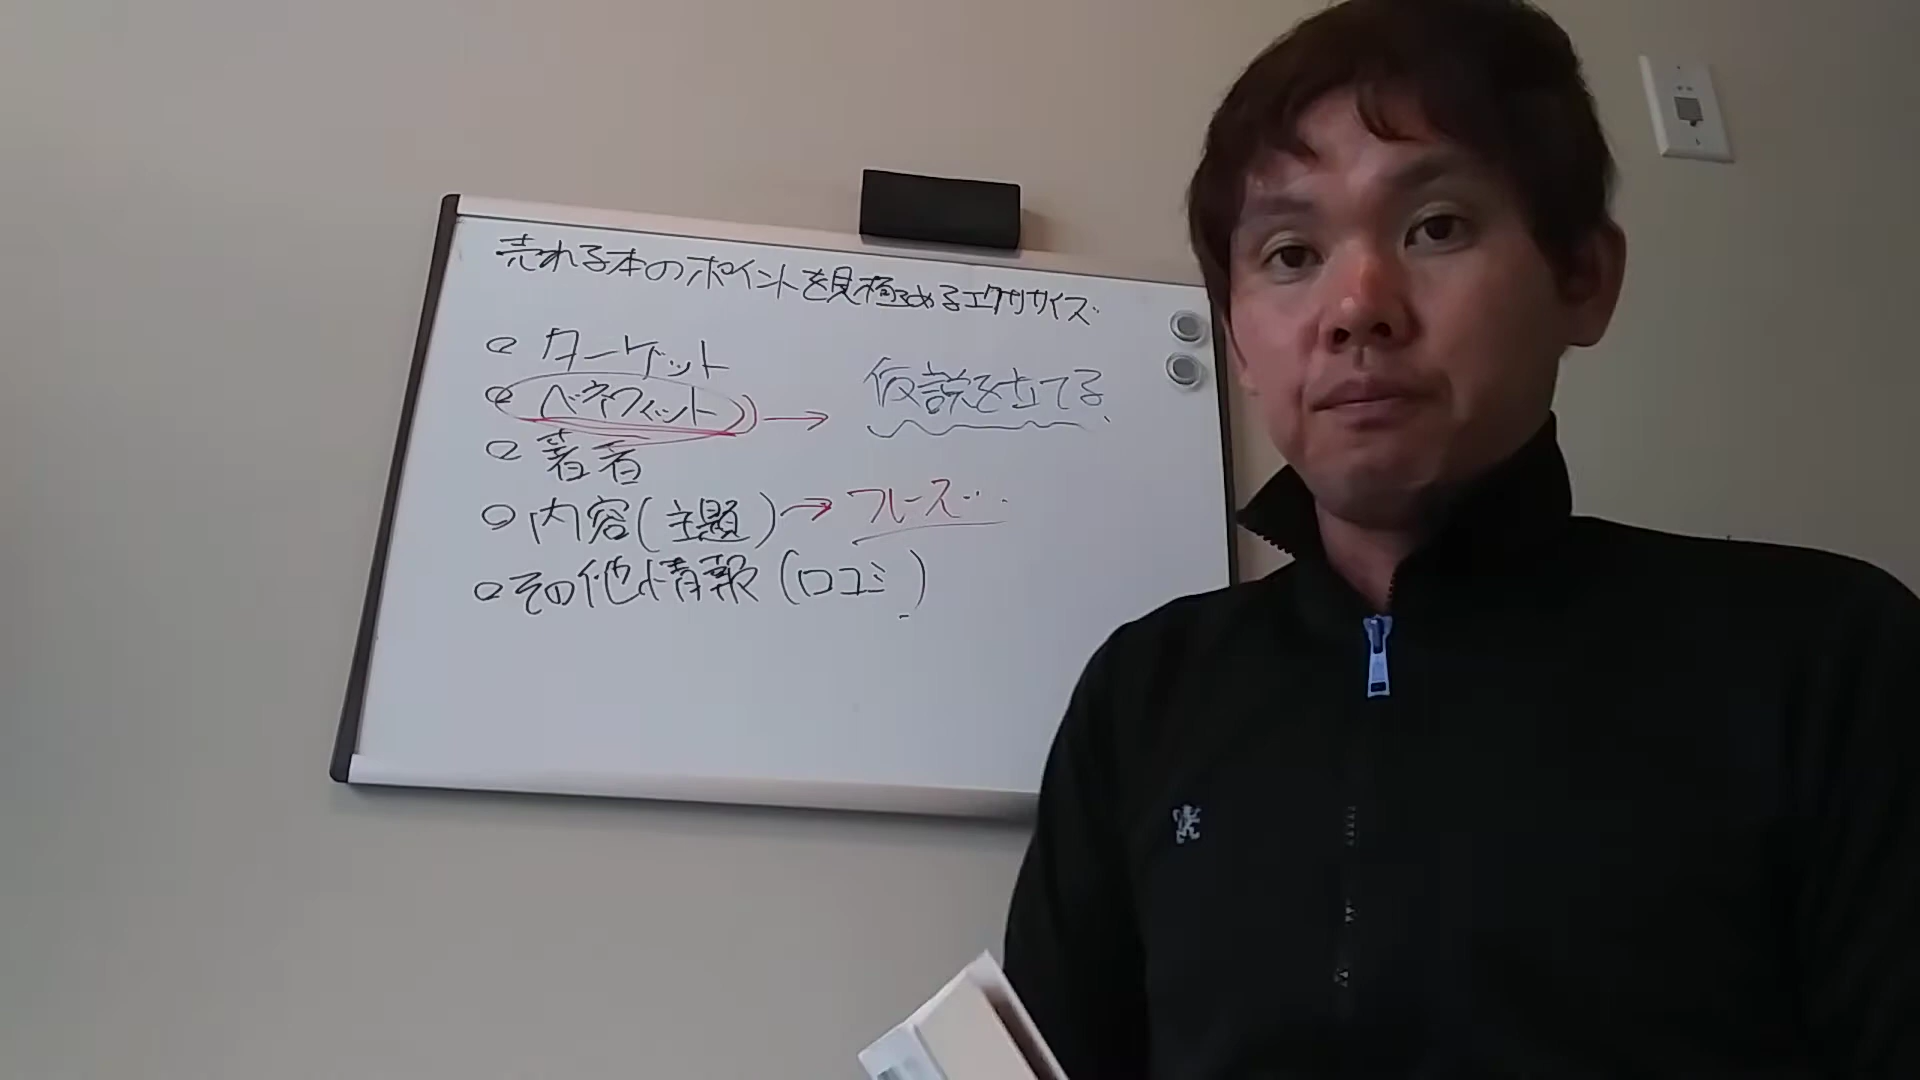 売れる本のポイントを見極めるエクササイズ
ターゲット
ベネフィット → 仮説を立てる
著者
内容(主題) → フレーズ…
その他情報(口コミ)